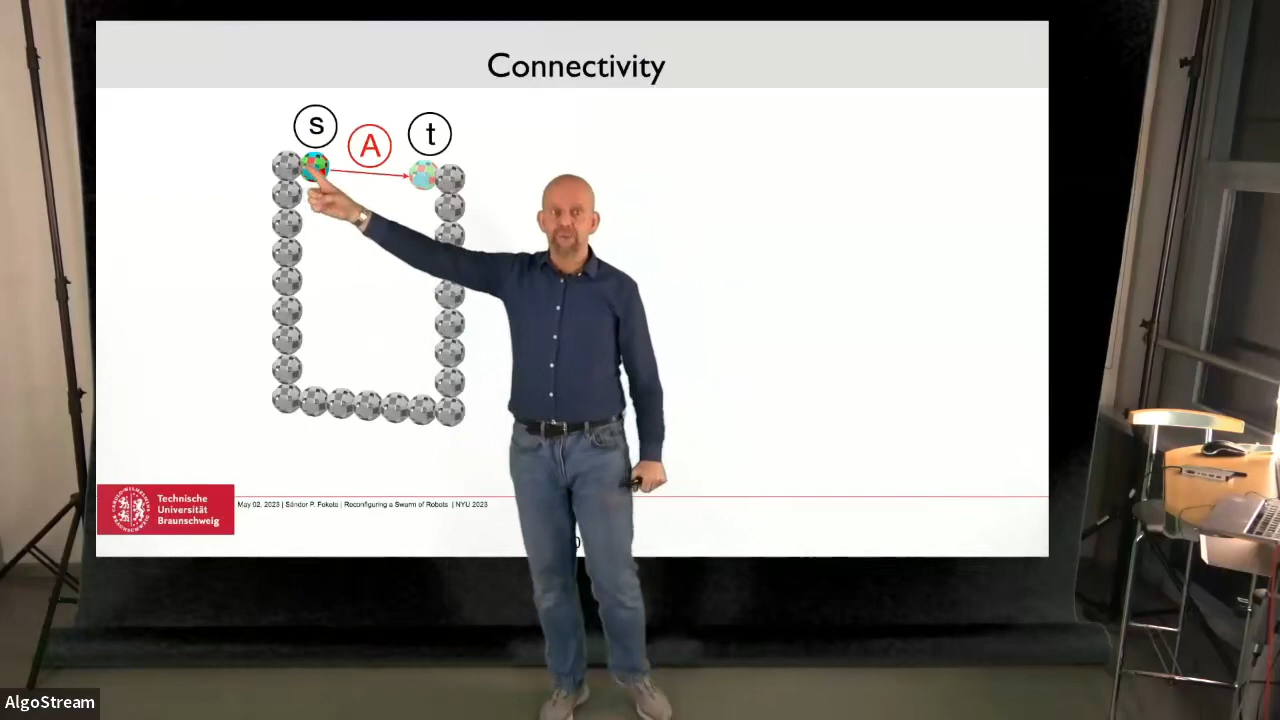 Connectivity
s
A
t
Technische
Universität
Braunschweig
May 02, 2023 | Sándor P. Fekete | Reconfiguring a Swarm of Robots | NYU 2023
AlgoStream